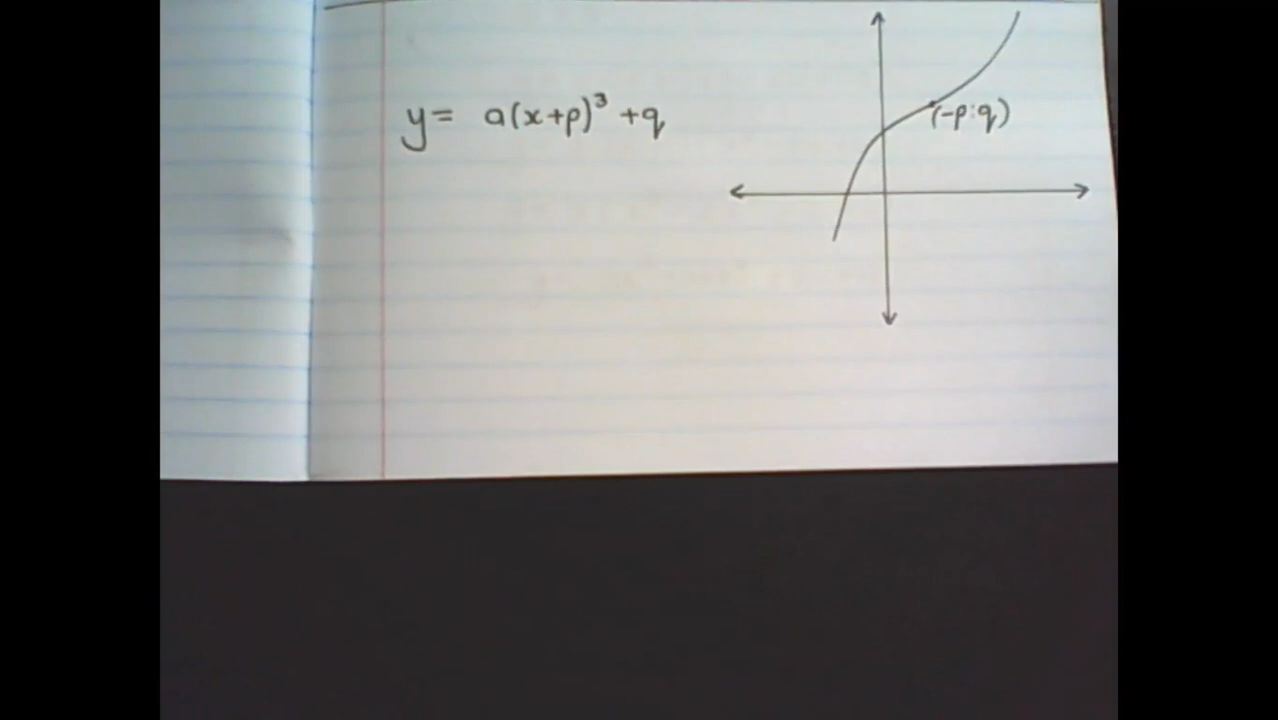 y= a(x+p)³ +q
(-p:q)